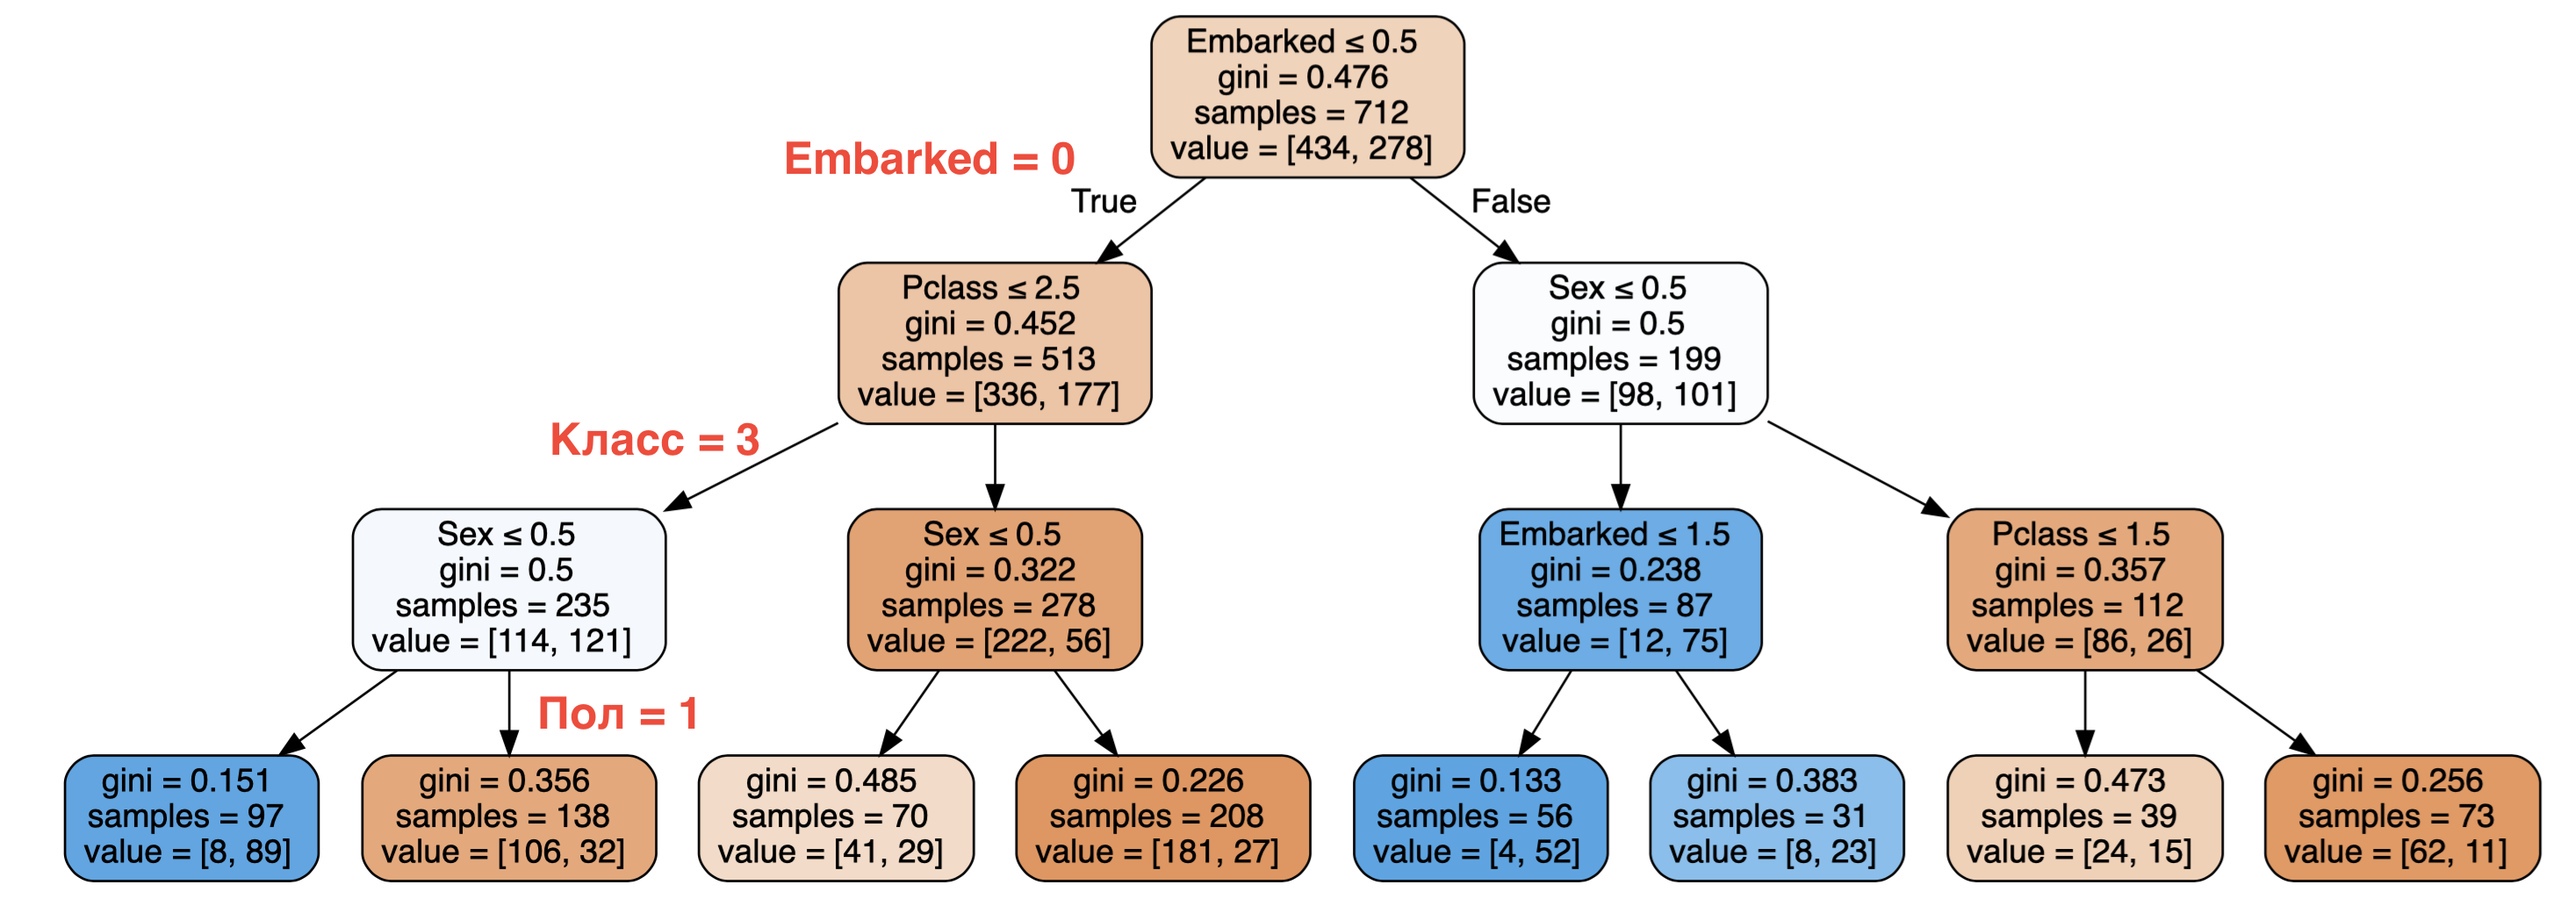 Embarked ≤ 0.5
gini = 0.476
samples = 712
value = [434, 278]
Embarked = 0
True
False
Pclass ≤ 2.5
gini = 0.452
samples = 513
value = [336, 177]
Sex ≤ 0.5
gini = 0.5
samples = 199
value = [98, 101]
Класс = 3
Sex ≤ 0.5
gini = 0.5
samples = 235
value = [114, 121]
Sex ≤ 0.5
gini = 0.322
samples = 278
value = [222, 56]
Embarked ≤ 1.5
gini = 0.238
samples = 87
value = [12, 75]
Pclass ≤ 1.5
gini = 0.357
samples = 112
value = [86, 26]
Пол = 1
gini = 0.151
samples = 97
value = [8, 89]
gini = 0.356
samples = 138
value = [106, 32]
gini = 0.485
samples = 70
value = [41, 29]
gini = 0.226
samples = 208
value = [181, 27]
gini = 0.133
samples = 56
value = [4, 52]
gini = 0.383
samples = 31
value = [8, 23]
gini = 0.473
samples = 39
value = [24, 15]
gini = 0.256
samples = 73
value = [62, 11]